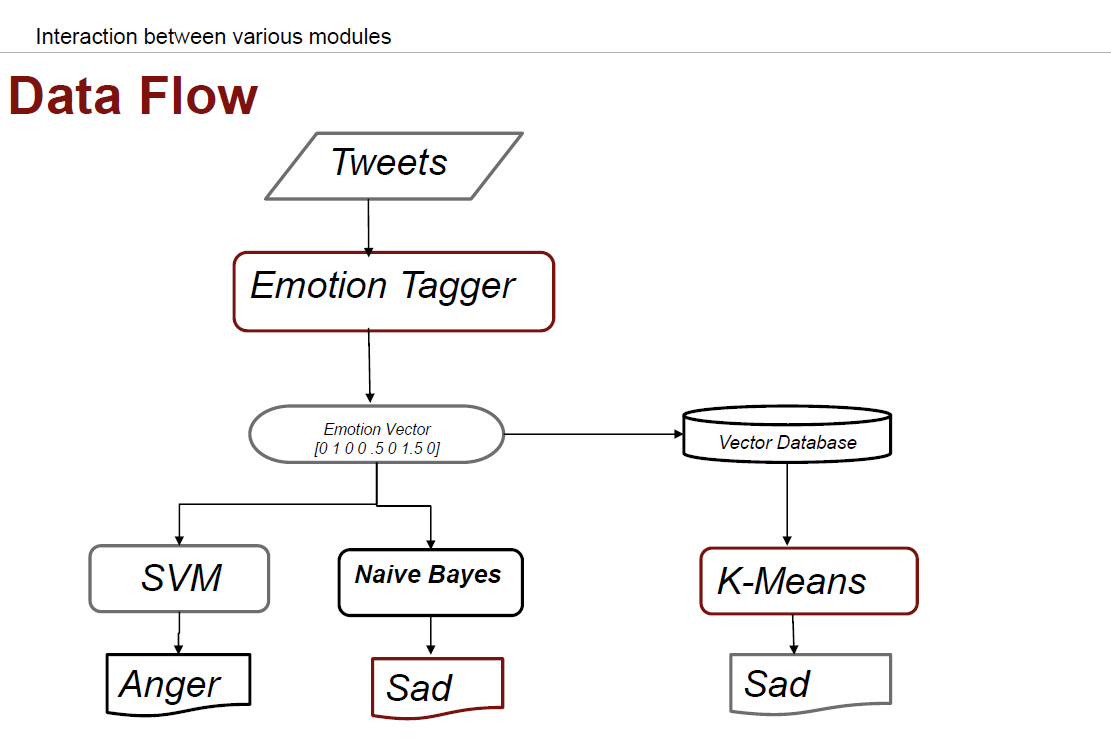 Interaction between various modules
Data Flow
Tweets
Emotion Tagger
Emotion Vector
[0 1 0 0 .5 0 1.5 0]
Vector Database
SVM
Naive Bayes
K-Means
Anger
Sad
Sad